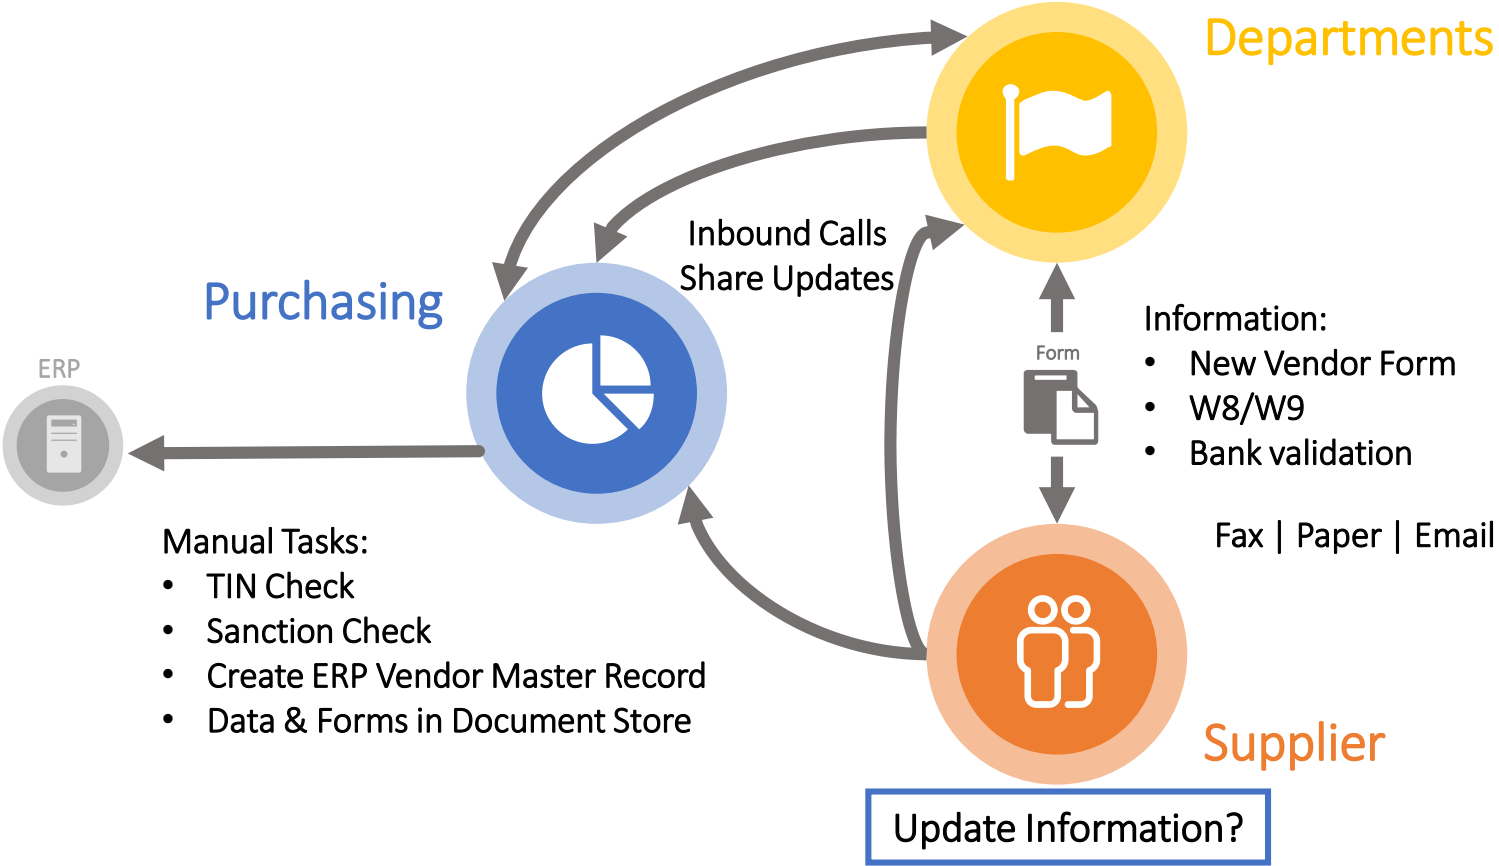 Departments
Inbound Calls
Share Updates
Purchasing
ERP
Form
Information:
• New Vendor Form
• W8/W9
• Bank validation
Fax | Paper | Email
Manual Tasks:
• TIN Check
• Sanction Check
• Create ERP Vendor Master Record
• Data & Forms in Document Store
Supplier
Update Information?